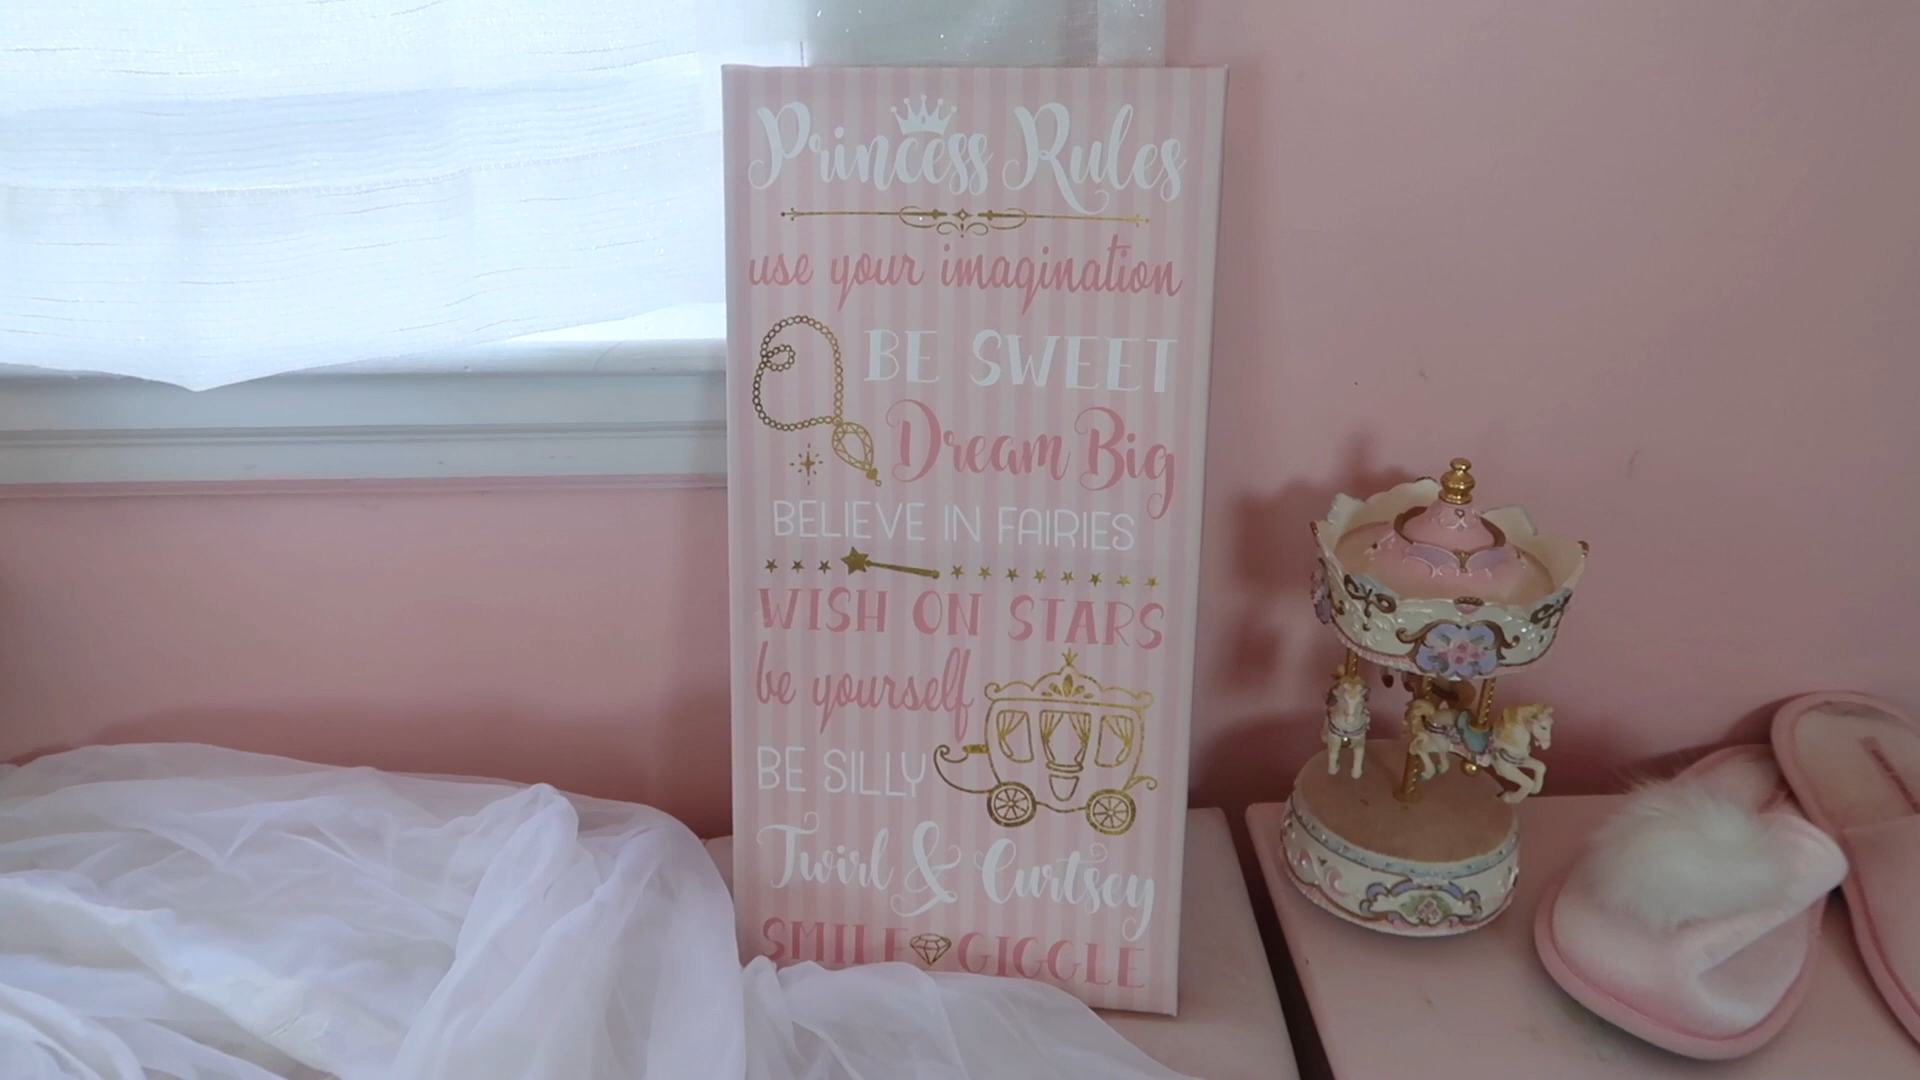 Princess Rules
use your imagination
BE SWEET
Dream Big
BELIEVE IN FAIRIES
WISH ON STARS
be yourself
BE SILLY
Twirl & Curtsey
SMILE GIGGLE